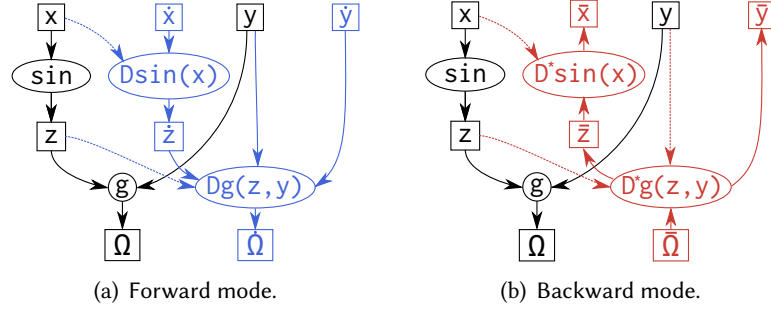 x ẋ y ẏ
sin Dsin(x)
z ż
g Dg(z,y)
Ω Ω̇
(a) Forward mode.
x x̄ y ȳ
sin D*sin(x)
z z̄
g D*g(z,y)
Ω Ω̄
(b) Backward mode.